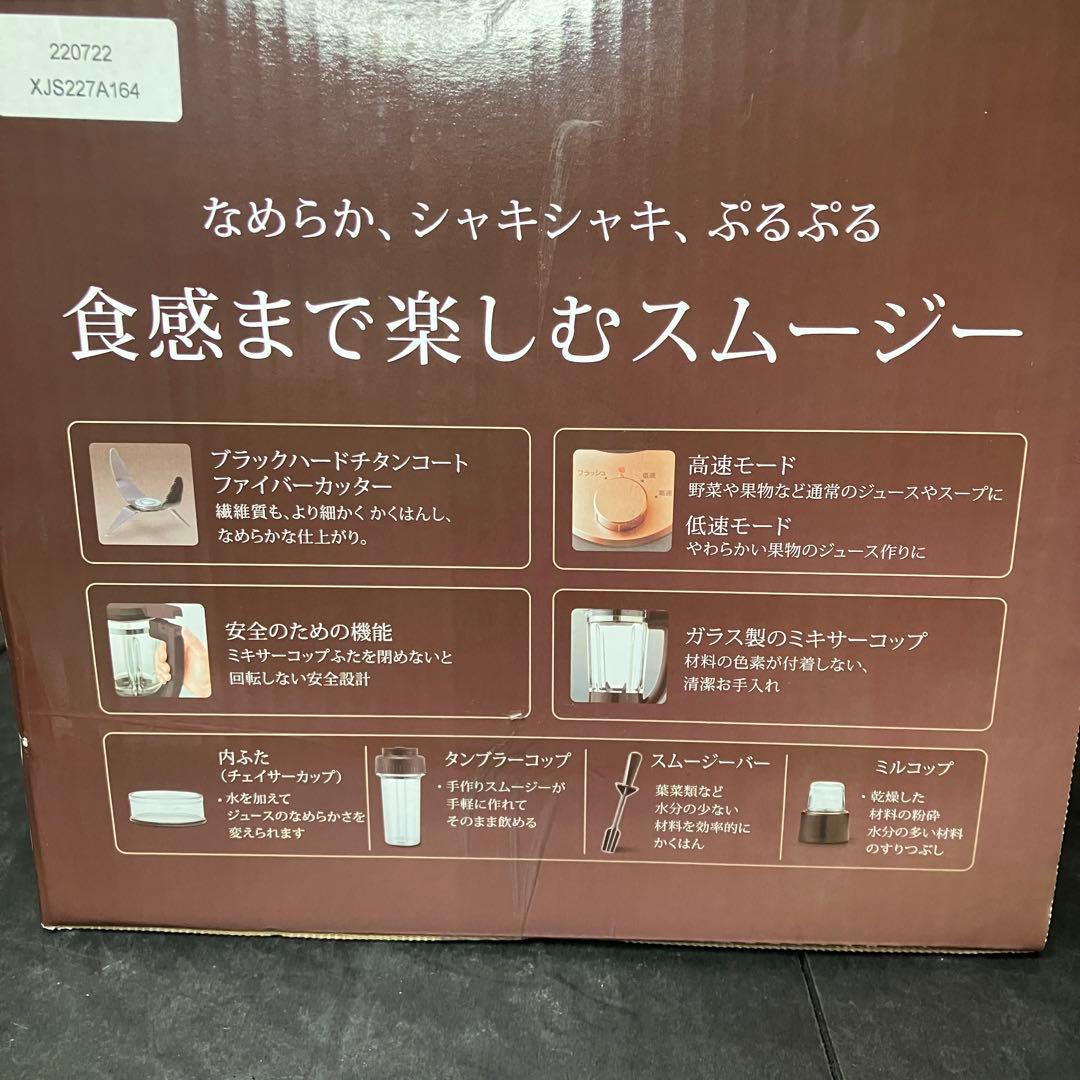 220722
XJS227A164
なめらか、シャキシャキ、ぷるぷる
食感まで楽しむスムージー
ブラックハードチタンコート
ファイバーカッター
繊維質も、より細かく かくはんし、
なめらかな仕上がり。
フラッシュ
切
低速
高速
高速モード
野菜や果物など通常のジュースやスープに
低速モード
やわらかい果物のジュース作りに
安全のための機能
ミキサーコップふたを閉めないと
回転しない安全設計
ガラス製のミキサーコップ
材料の色素が付着しない、
清潔お手入れ
内ふた
(チェイサーカップ)
・水を加えて
ジュースのなめらかさを
変えられます
タンブラーコップ
・手作りスムージーが
手軽に作れて
そのまま飲める
スムージーバー
葉菜類など
水分の少ない
材料を効率的に
かくはん
ミルコップ
・乾燥した
材料の粉砕
水分の多い材料
のすりつぶし